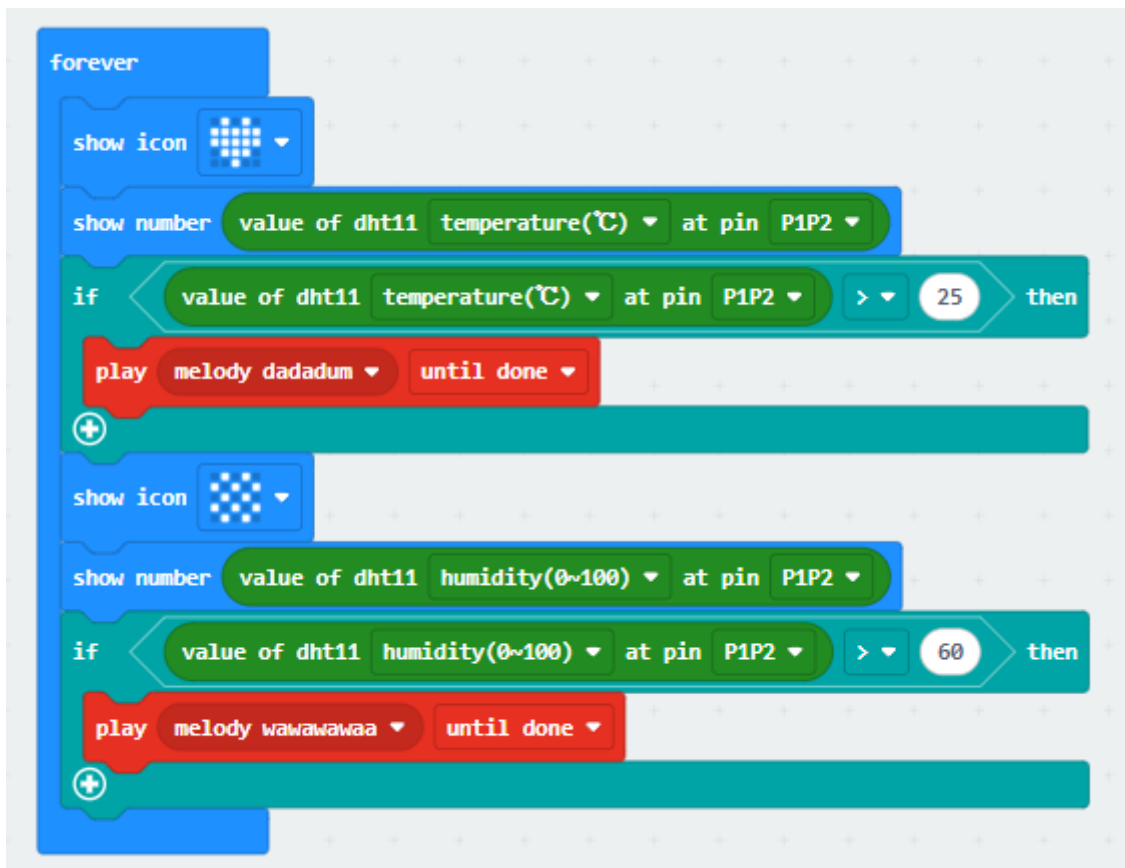 forever
show icon
show number value of dht11 temperature(℃) at pin P1P2
if value of dht11 temperature(℃) at pin P1P2 > 25 then
play melody dadadum until done
show icon
show number value of dht11 humidity(0~100) at pin P1P2
if value of dht11 humidity(0~100) at pin P1P2 > 60 then
play melody wawawawaa until done